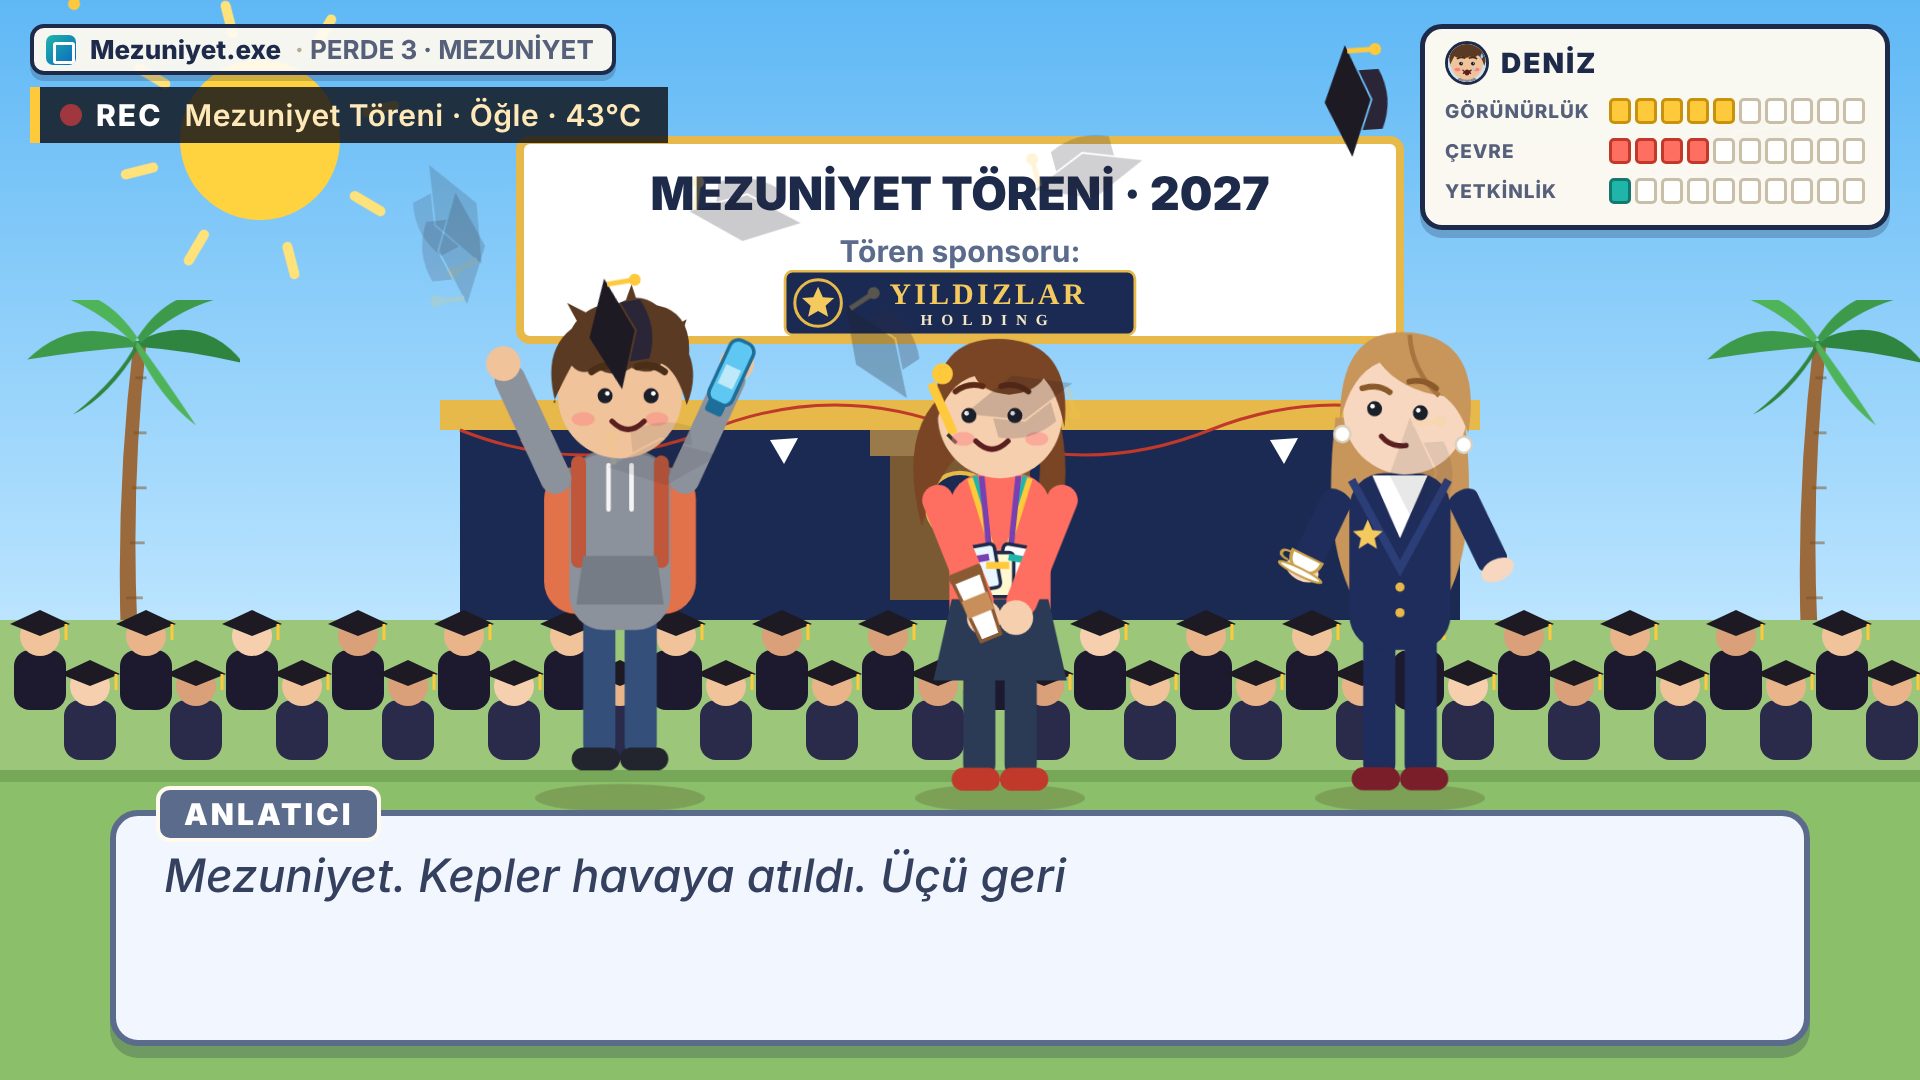 Mezuniyet.exe · PERDE 3 · MEZUNİYET
REC Mezuniyet Töreni · Öğle · 43°C
DENİZ
GÖRÜNÜRLÜK
ÇEVRE
YETKİNLİK
MEZUNİYET TÖRENİ · 2027
Tören sponsoru:
YILDIZLAR
HOLDING
ANLATICI
Mezuniyet. Kepler havaya atıldı. Üçü geri